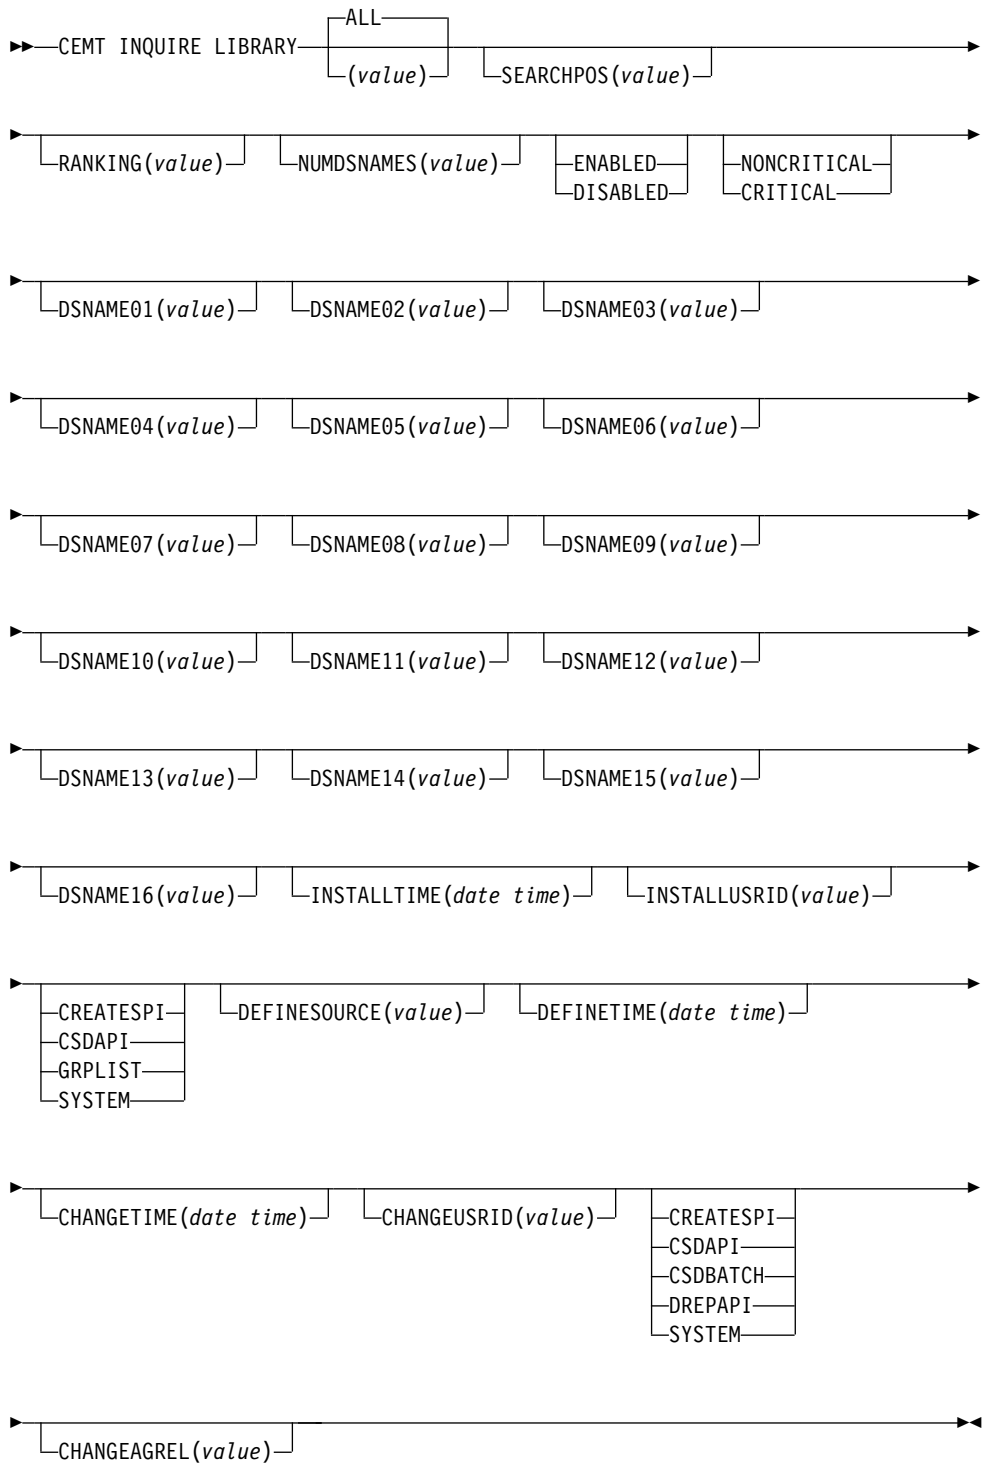 ALL
CEMT INQUIRE LIBRARY
(value) SEARCHPOS(value)
RANKING(value) NUMDSNAMES(value) ENABLED NONCRITICAL
DISABLED CRITICAL
DSNAME01(value) DSNAME02(value) DSNAME03(value)
DSNAME04(value) DSNAME05(value) DSNAME06(value)
DSNAME07(value) DSNAME08(value) DSNAME09(value)
DSNAME10(value) DSNAME11(value) DSNAME12(value)
DSNAME13(value) DSNAME14(value) DSNAME15(value)
DSNAME16(value) INSTALLTIME(date time) INSTALLUSRID(value)
CREATESPI DEFINESOURCE(value) DEFINETIME(date time)
CSDAPI
GRPLIST
SYSTEM
CHANGETIME(date time) CHANGEUSRID(value) CREATESPI
CSDAPI
CSDBATCH
DREPAPI
SYSTEM
CHANGEAGREL(value)